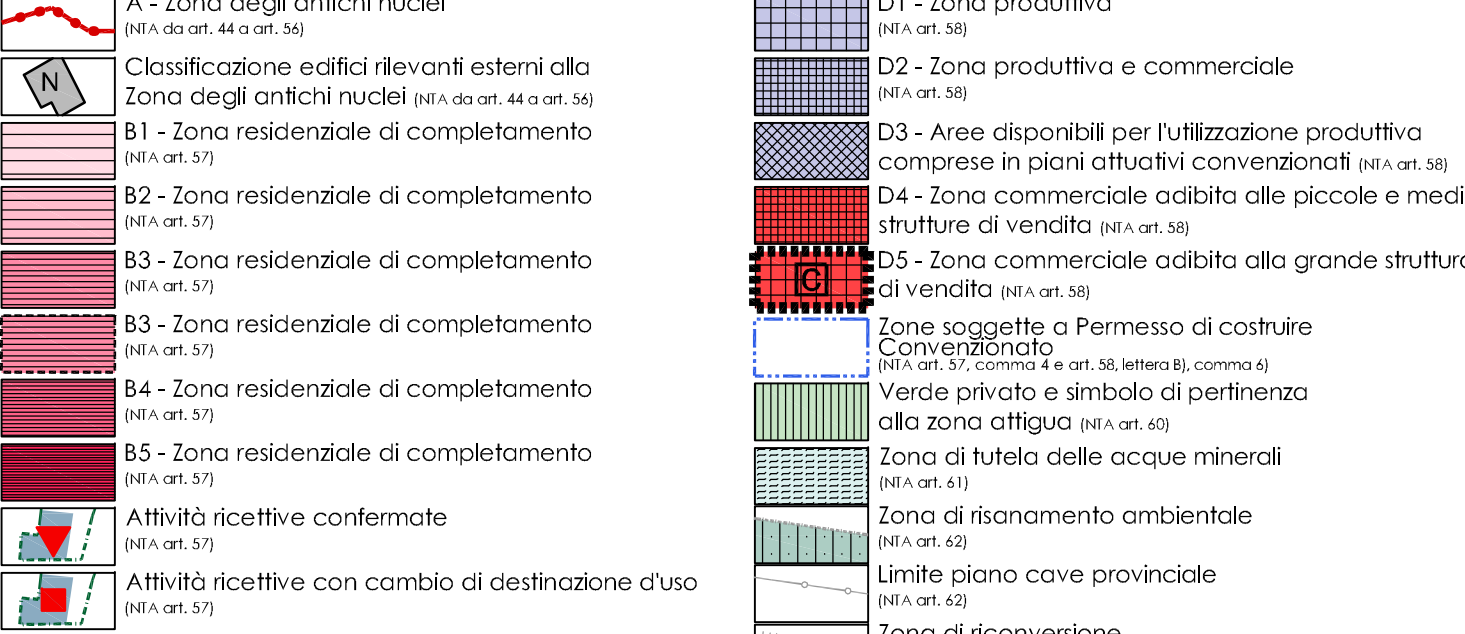 A - Zona degli antichi nuclei
(NTA da art. 44 a art. 56)
N
Classificazione edifici rilevanti esterni alla
Zona degli antichi nuclei (NTA da art. 44 a art. 56)
B1 - Zona residenziale di completamento
(NTA art. 57)
B2 - Zona residenziale di completamento
(NTA art. 57)
B3 - Zona residenziale di completamento
(NTA art. 57)
B3 - Zona residenziale di completamento
(NTA art. 57)
B4 - Zona residenziale di completamento
(NTA art. 57)
B5 - Zona residenziale di completamento
(NTA art. 57)
Attività ricettive confermate
(NTA art. 57)
Attività ricettive con cambio di destinazione d'uso
(NTA art. 57)
D1 - Zona produttiva
(NTA art. 58)
D2 - Zona produttiva e commerciale
(NTA art. 58)
D3 - Aree disponibili per l'utilizzazione produttiva
comprese in piani attuativi convenzionati (NTA art. 58)
D4 - Zona commerciale adibita alle piccole e medi
strutture di vendita (NTA art. 58)
C
D5 - Zona commerciale adibita alla grande struttura
di vendita (NTA art. 58)
Zone soggette a Permesso di costruire
Convenzionato
(NTA art. 57, comma 4 e art. 58, lettera B), comma 6)
Verde privato e simbolo di pertinenza
alla zona attigua (NTA art. 60)
Zona di tutela delle acque minerali
(NTA art. 61)
Zona di risanamento ambientale
(NTA art. 62)
Limite piano cave provinciale
(NTA art. 62)
Zona di riconversione